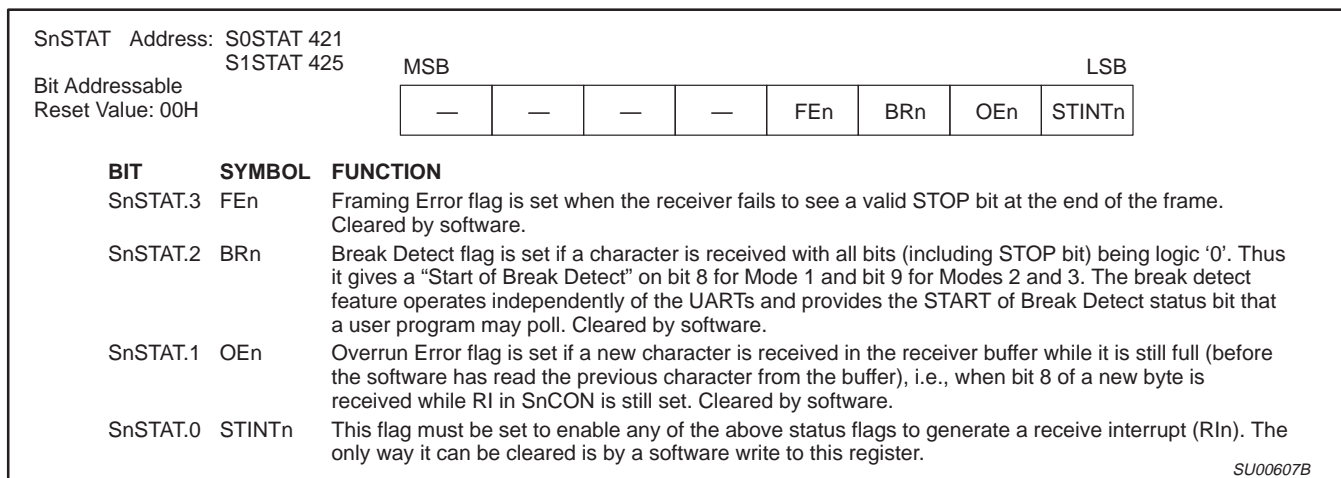 SnSTAT Address: S0STAT 421
S1STAT 425
MSB LSB
Bit Addressable
Reset Value: 00H
— — — — FEn BRn OEn STINTn
BIT SYMBOL FUNCTION
SnSTAT.3 FEn Framing Error flag is set when the receiver fails to see a valid STOP bit at the end of the frame.
Cleared by software.
SnSTAT.2 BRn Break Detect flag is set if a character is received with all bits (including STOP bit) being logic ‘0’. Thus
it gives a “Start of Break Detect” on bit 8 for Mode 1 and bit 9 for Modes 2 and 3. The break detect
feature operates independently of the UARTs and provides the START of Break Detect status bit that
a user program may poll. Cleared by software.
SnSTAT.1 OEn Overrun Error flag is set if a new character is received in the receiver buffer while it is still full (before
the software has read the previous character from the buffer), i.e., when bit 8 of a new byte is
received while RI in SnCON is still set. Cleared by software.
SnSTAT.0 STINTn This flag must be set to enable any of the above status flags to generate a receive interrupt (RIn). The
only way it can be cleared is by a software write to this register.
SU00607B